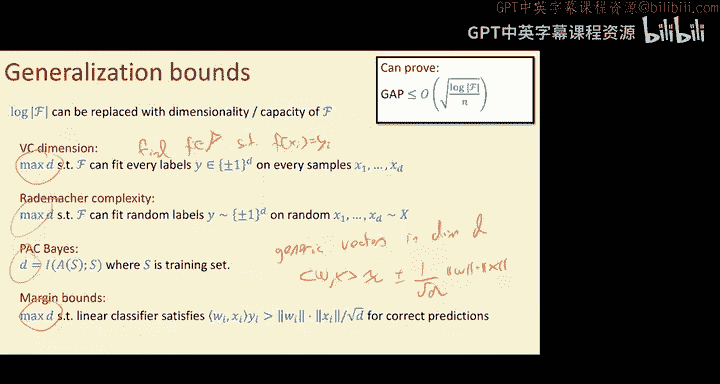 GPT中英字幕课程资源@bilibili.com
GPT中英字幕课程资源 bilibili
Generalization bounds
Can prove:
GAP ≤ O(√(log|ℱ| / n))
log|ℱ| can be replaced with dimensionality / capacity of ℱ
VC dimension:
find f∈F s.t. f(xᵢ)=yᵢ
max d s.t. ℱ can fit every labels y ∈ {±1}ᵈ on every samples x₁, … , x_d
Rademacher complexity:
max d s.t. ℱ can fit random labels y ~ {±1}ᵈ on random x₁, … , x_d ~ X
PAC Bayes:
generic vectors in dim d
d = I(A(S); S) where S is training set.
<w,x> ≈ ± 1/√d ‖w‖·‖x‖
Margin bounds:
max d s.t. linear classifier satisfies ⟨wᵢ, xᵢ⟩yᵢ > ‖wᵢ‖ · ‖xᵢ‖/√d for correct predictions